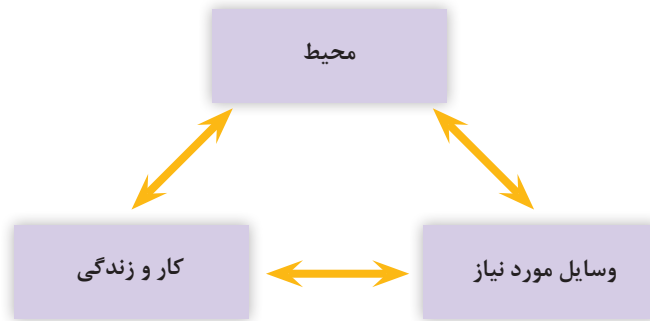 محیط
وسایل مورد نیاز
کار و زندگی